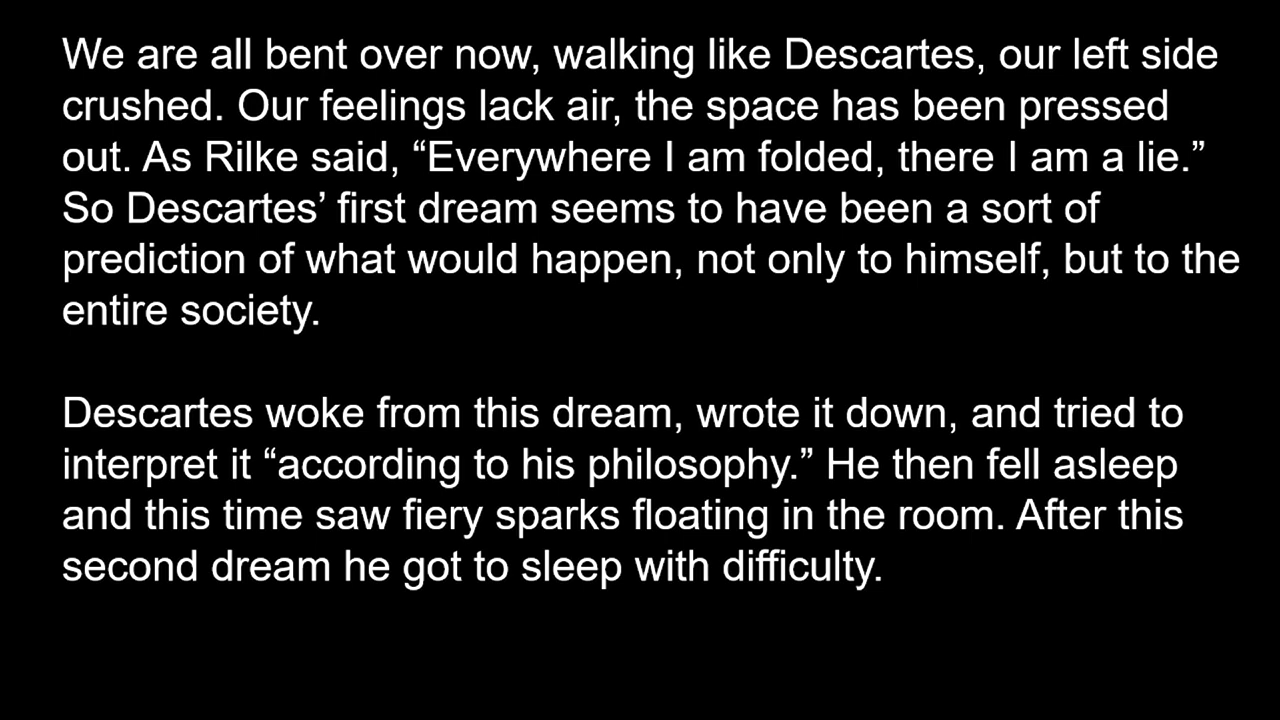 We are all bent over now, walking like Descartes, our left side
crushed. Our feelings lack air, the space has been pressed
out. As Rilke said, “Everywhere I am folded, there I am a lie.”
So Descartes’ first dream seems to have been a sort of
prediction of what would happen, not only to himself, but to the
entire society.
Descartes woke from this dream, wrote it down, and tried to
interpret it “according to his philosophy.” He then fell asleep
and this time saw fiery sparks floating in the room. After this
second dream he got to sleep with difficulty.